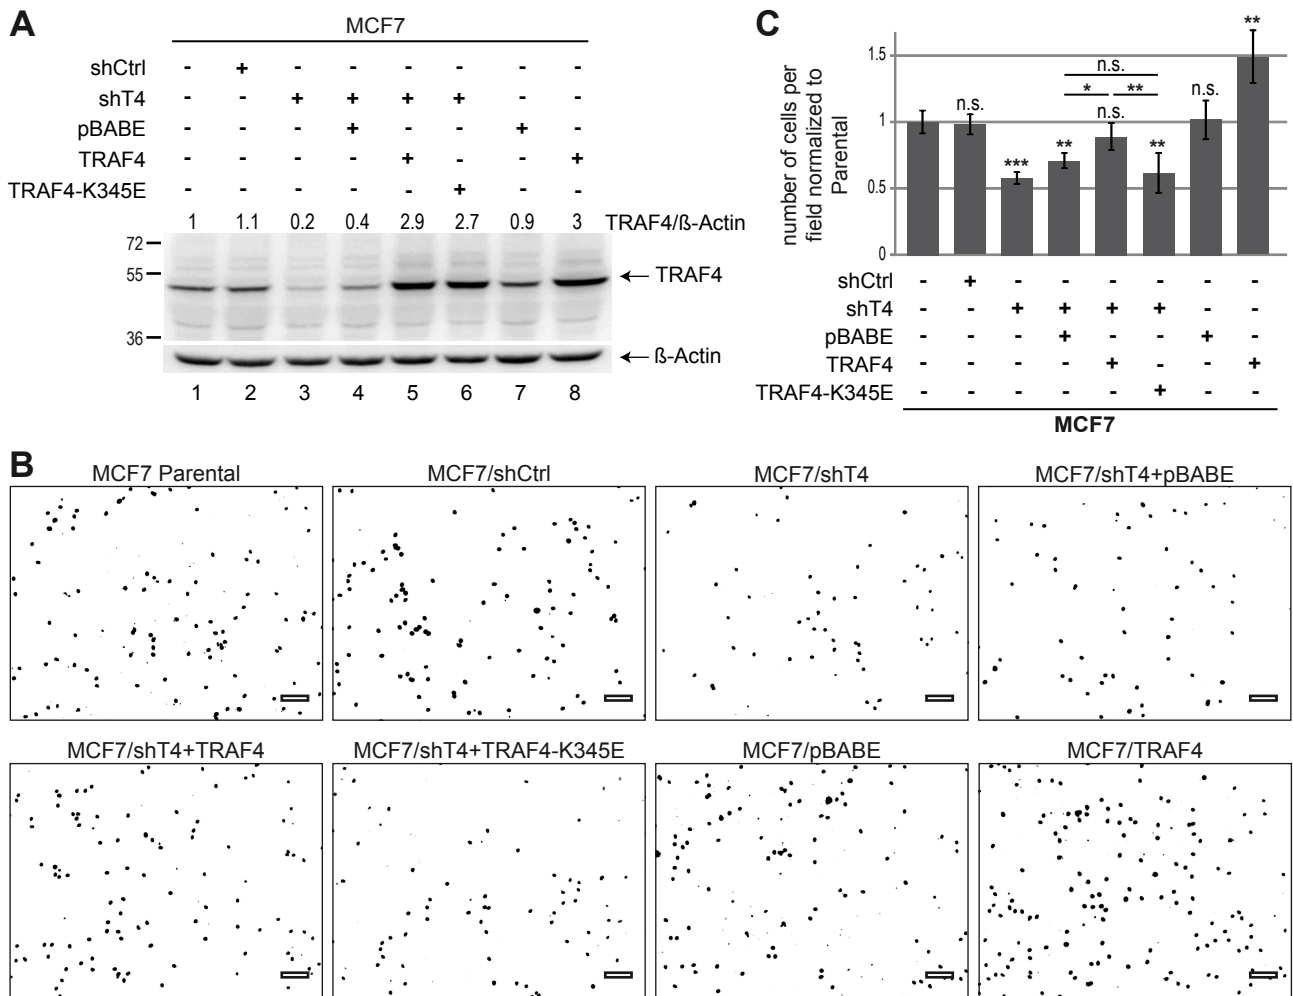 A
MCF7
shCtrl - + - - - - - -
shT4 - - + + + + - -
pBABE - - - + - - + -
TRAF4 - - - - + - - +
TRAF4-K345E - - - - - + - -
1 1.1 0.2 0.4 2.9 2.7 0.9 3 TRAF4/ß-Actin
72
55
36
TRAF4
ß-Actin
1 2 3 4 5 6 7 8
C
number of cells per
field normalized to
Parental
1.5
1
0.5
0
n.s.
***
**
n.s.
**
n.s.
**
n.s.
*
**
shCtrl - + - - - - - -
shT4 - - + + + + - -
pBABE - - - + - - + -
TRAF4 - - - - + - - +
TRAF4-K345E - - - - - + - -
MCF7
B
MCF7 Parental
MCF7/shCtrl
MCF7/shT4
MCF7/shT4+pBABE
MCF7/shT4+TRAF4
MCF7/shT4+TRAF4-K345E
MCF7/pBABE
MCF7/TRAF4